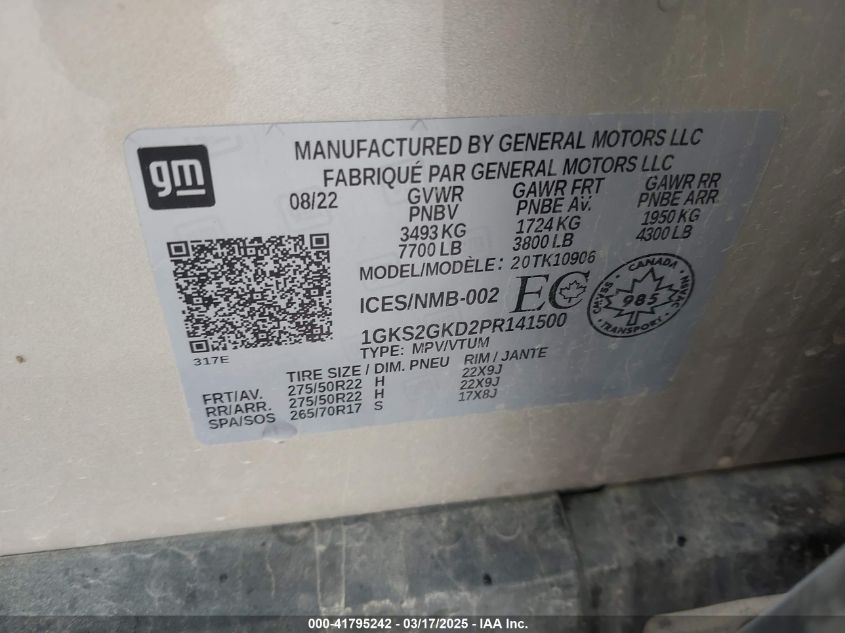 gm
MANUFACTURED BY GENERAL MOTORS LLC
FABRIQUÉ PAR GENERAL MOTORS LLC
08/22
GVWR GAWR FRT GAWR RR
PNBV PNBE AV. PNBE ARR
3493 KG 1724 KG 1950 KG
7700 LB 3800 LB 4300 LB
MODEL/MODÈLE: 20TK10906
ICES/NMB-002 EC
CANADA
985
TRANSPORT
1GKS2GKD2PR141500
TYPE: MPV/VTUM
317E
TIRE SIZE / DIM. PNEU RIM / JANTE
FRT/AV. 275/50R22 H 22X9J
RR/ARR. 275/50R22 H 22X9J
SPA/SOS 265/70R17 S 17X8J
000-41795242 - 03/17/2025 - IAA Inc.